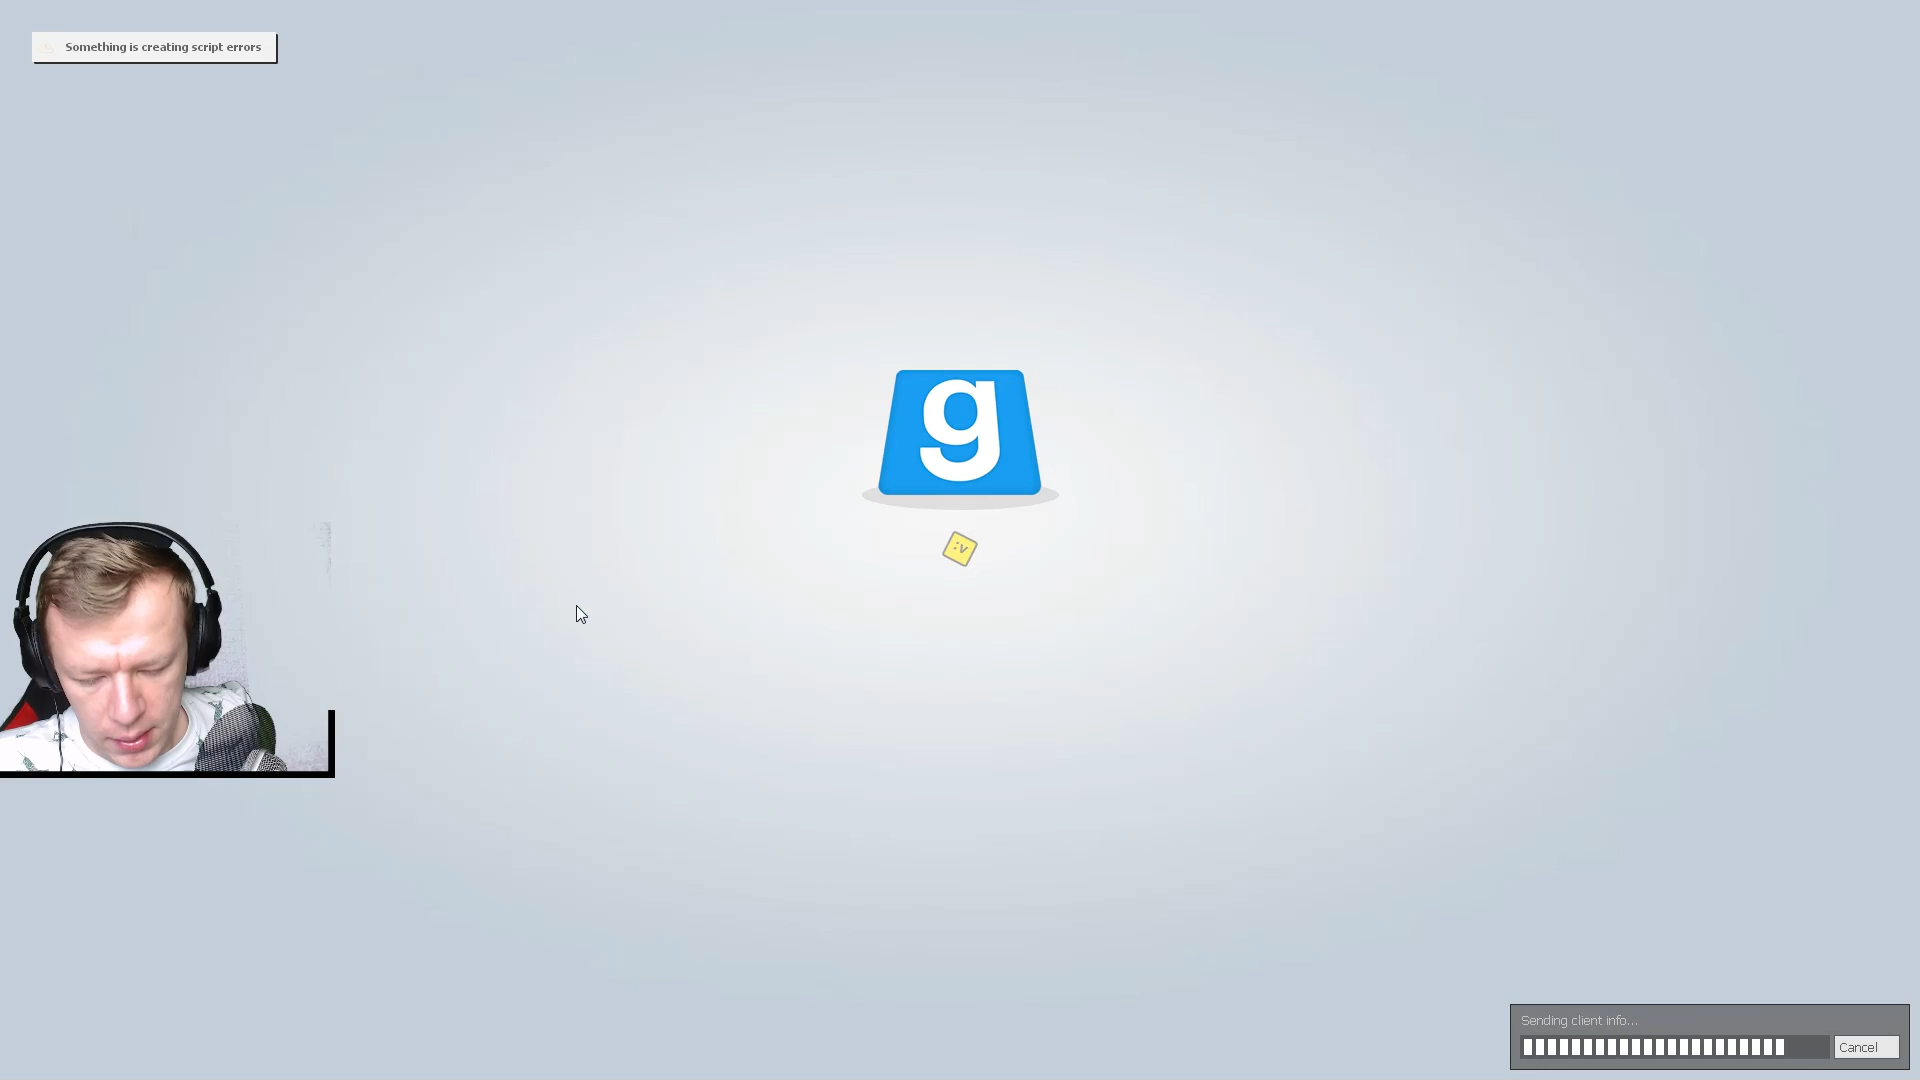 Something is creating script errors
g
:v
Sending client info...
Cancel